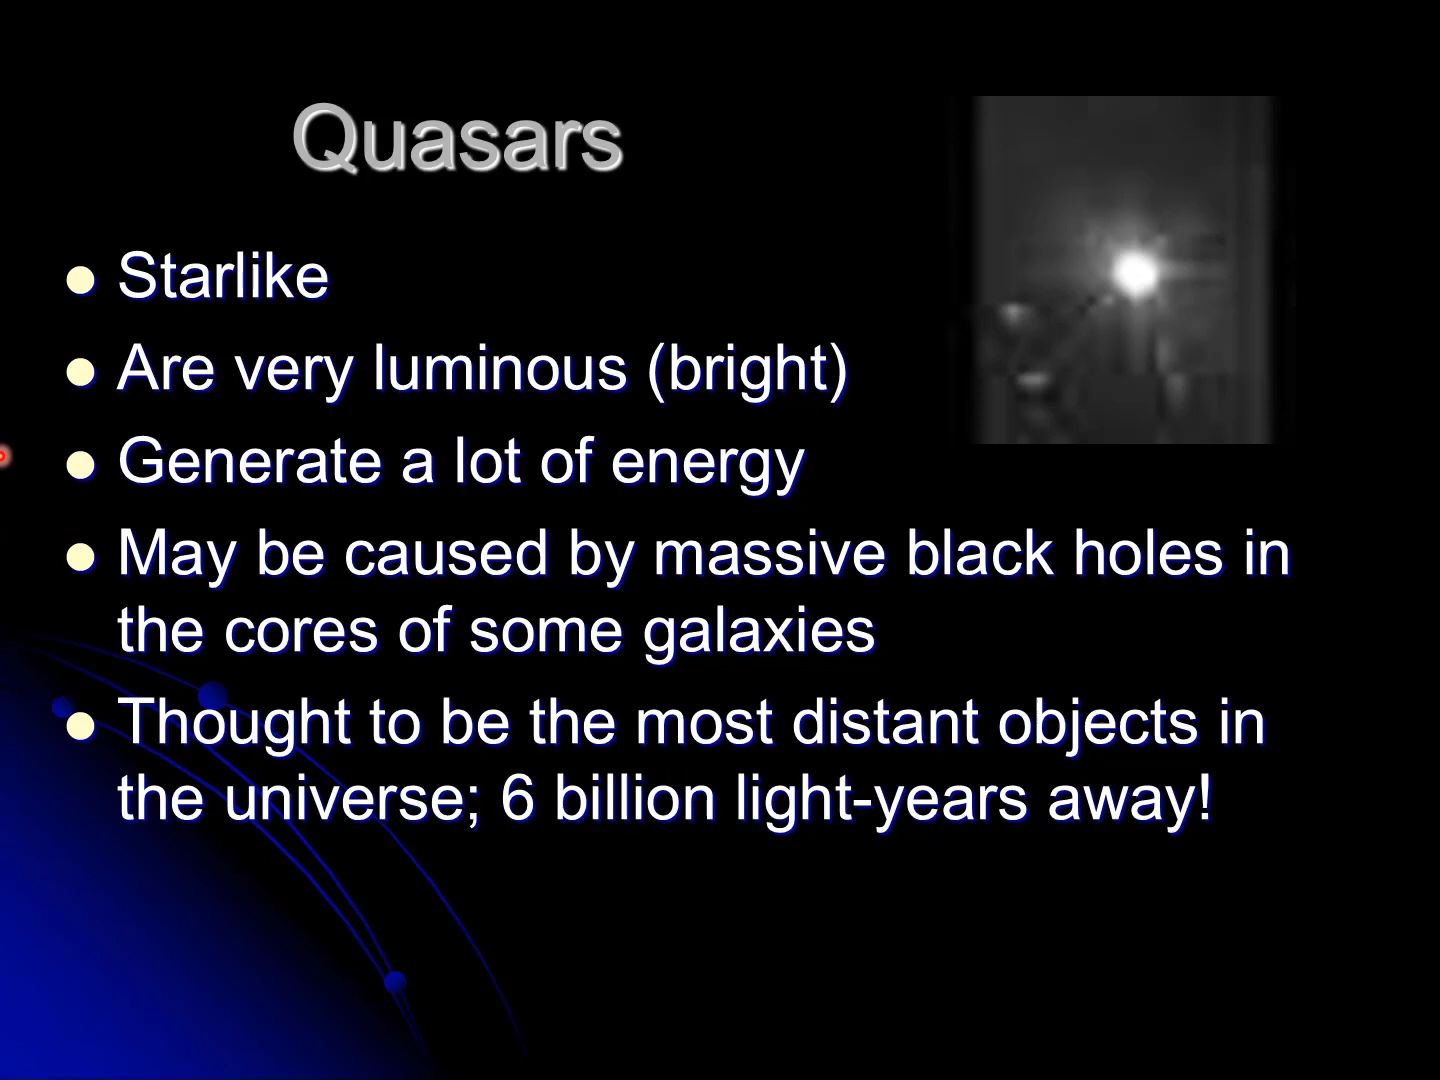 Quasars
Starlike
Are very luminous (bright)
Generate a lot of energy
May be caused by massive black holes in
the cores of some galaxies
Thought to be the most distant objects in
the universe; 6 billion light-years away!